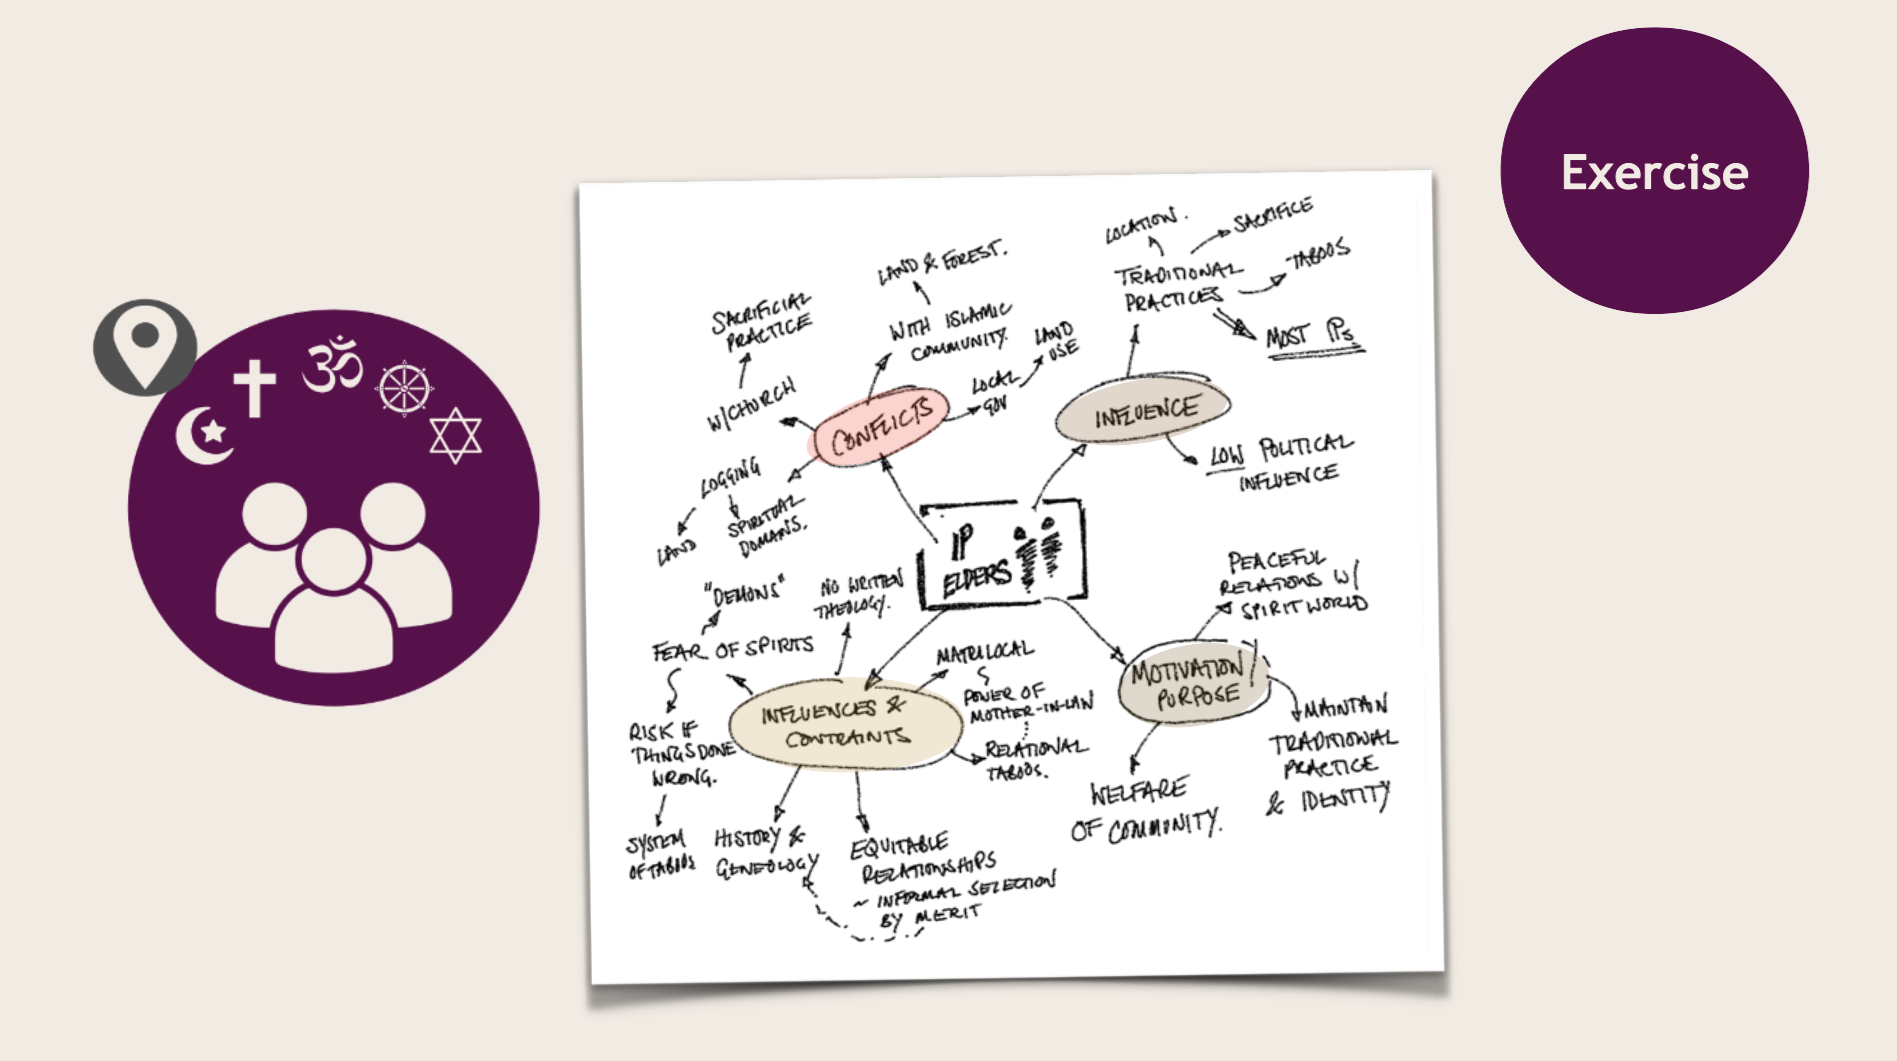 Exercise
LOCATION.
SACRIFICE
TABOOS
TRADITIONAL
PRACTICES
MOST IPs
LAND & FOREST.
SACRIFICIAL
PRACTICE
WITH ISLAMIC
COMMUNITY.
LAND
USE
LOCAL
GOV
W/CHURCH
CONFLICTS
INFLUENCE
LOW POLITICAL
INFLUENCE
LOGGING
LAND
SPIRITUAL
DOMANS.
IP
ELDERS
"DEMONS"
NO WRITTEN
THEOLOGY.
FEAR OF SPIRITS
MATRILOCAL
POWER OF
MOTHER-IN-LAW
RELATIONAL
TABOOS.
INFLUENCES &
CONTRAINTS
RISK IF
THINGS DONE
WRONG.
SYSTEM
OF TABOOS
HISTORY &
GENEOLOGY
EQUITABLE
RELATIONSHIPS
~ INFORMAL SELECTION
BY MERIT
PEACEFUL
RELATIONS W/
SPIRIT WORLD
MOTIVATION/
PURPOSE
MAINTAIN
TRADITIONAL
PRACTICE
& IDENTITY
WELFARE
OF COMMUNITY.